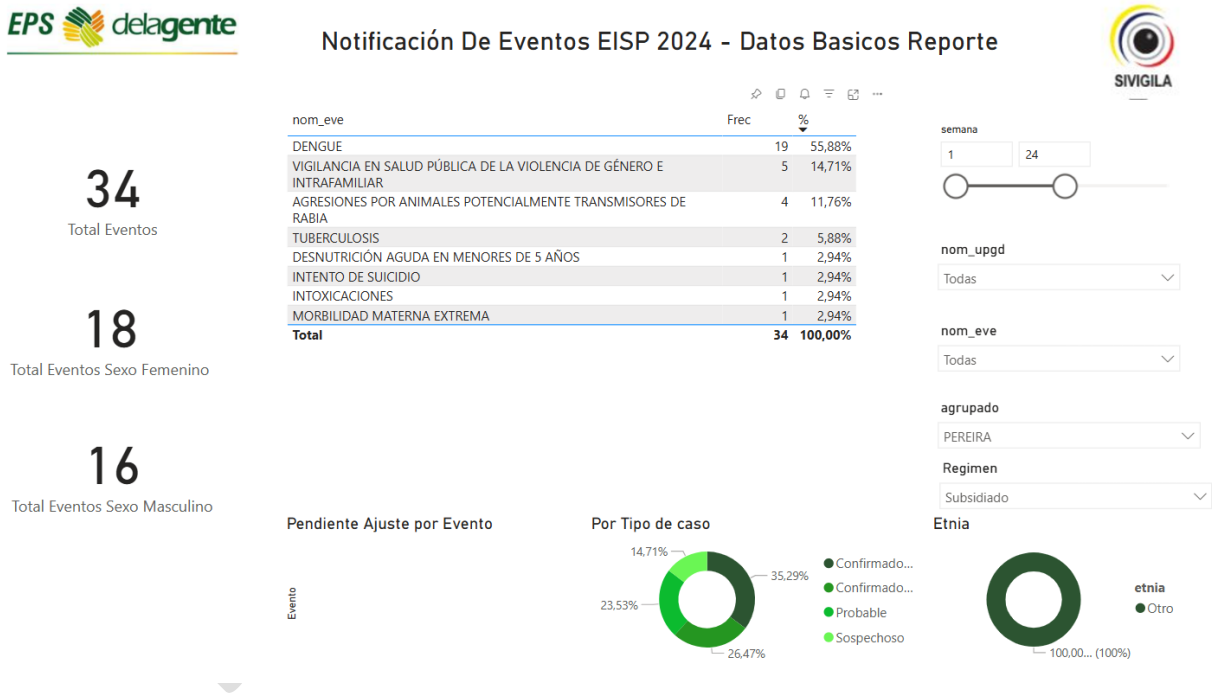 EPS delagente
Notificación De Eventos EISP 2024 - Datos Basicos Reporte
SIVIGILA
34
Total Eventos
18
Total Eventos Sexo Femenino
16
Total Eventos Sexo Masculino
nom_eve Frec %
DENGUE 19 55,88%
VIGILANCIA EN SALUD PÚBLICA DE LA VIOLENCIA DE GÉNERO E 5 14,71%
INTRAFAMILIAR
AGRESIONES POR ANIMALES POTENCIALMENTE TRANSMISORES DE 4 11,76%
RABIA
TUBERCULOSIS 2 5,88%
DESNUTRICIÓN AGUDA EN MENORES DE 5 AÑOS 1 2,94%
INTENTO DE SUICIDIO 1 2,94%
INTOXICACIONES 1 2,94%
MORBILIDAD MATERNA EXTREMA 1 2,94%
Total 34 100,00%
semana
1 24
nom_upgd
Todas
nom_eve
Todas
agrupado
PEREIRA
Regimen
Subsidiado
Pendiente Ajuste por Evento
Evento
Por Tipo de caso
14,71%
35,29%
23,53%
26,47%
Confirmado...
Confirmado...
Probable
Sospechoso
Etnia
etnia
Otro
100,00... (100%)